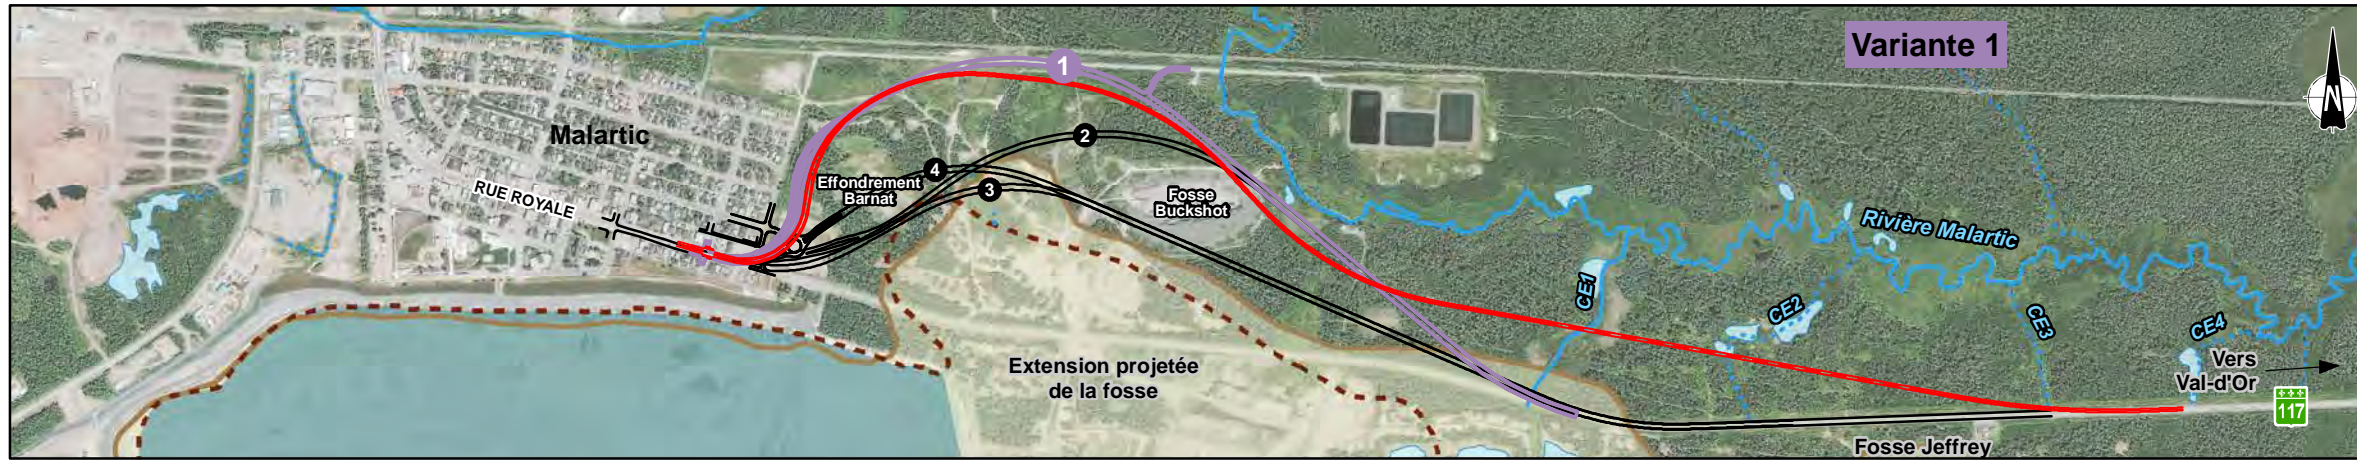 Variante 1
1
N
Malartic
2
4
3
Effondrement
Barnat
RUE ROYALE
Fosse
Buckshot
Rivière Malartic
CE1
CE2
CE3
CE4
Vers
Val-d'Or
117
Extension projetée
de la fosse
Fosse Jeffrey